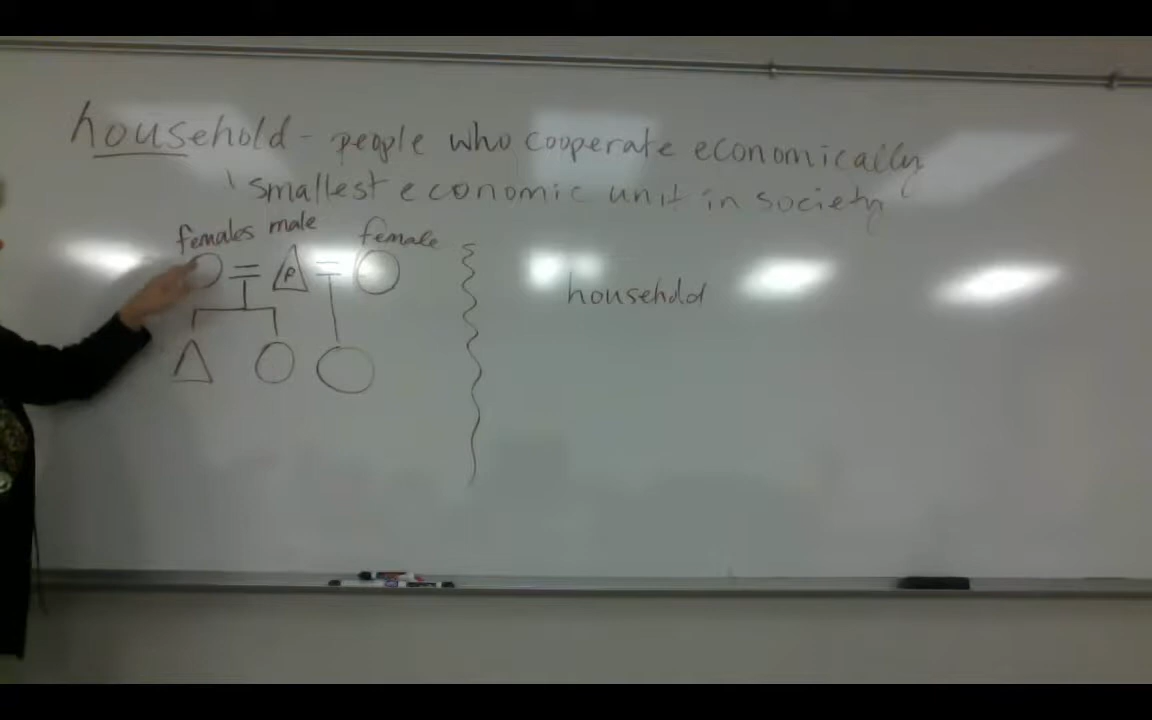 household - people who cooperate economically
smallest economic unit in society
females male female
P
household